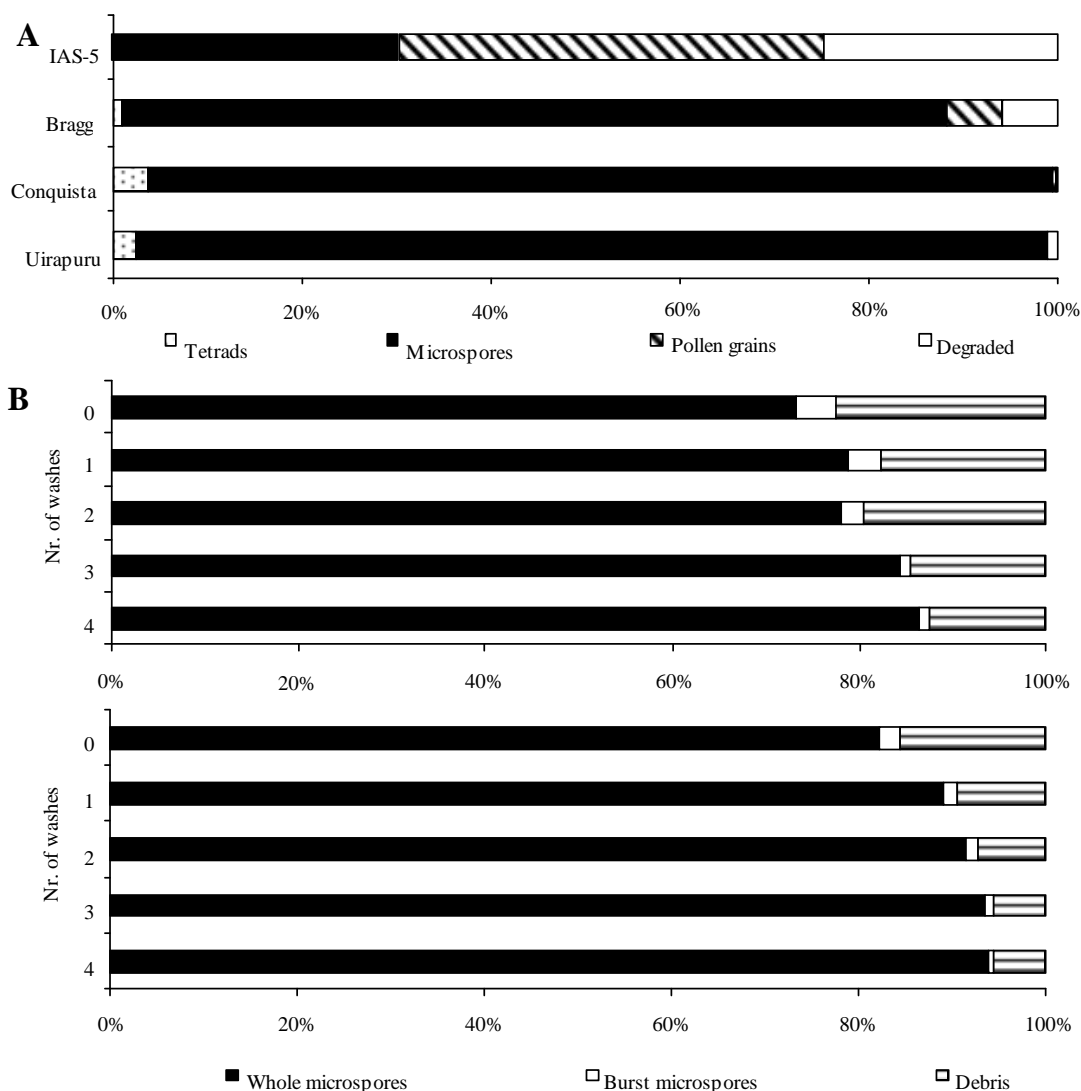 A
IAS-5
Bragg
Conquista
Uirapuru
0% 20% 40% 60% 80% 100%
Tetrads Microspores Pollen grains Degraded
B
Nr. of washes
0
1
2
3
4
0% 20% 40% 60% 80% 100%
Nr. of washes
0
1
2
3
4
0% 20% 40% 60% 80% 100%
Whole microspores Burst microspores Debris